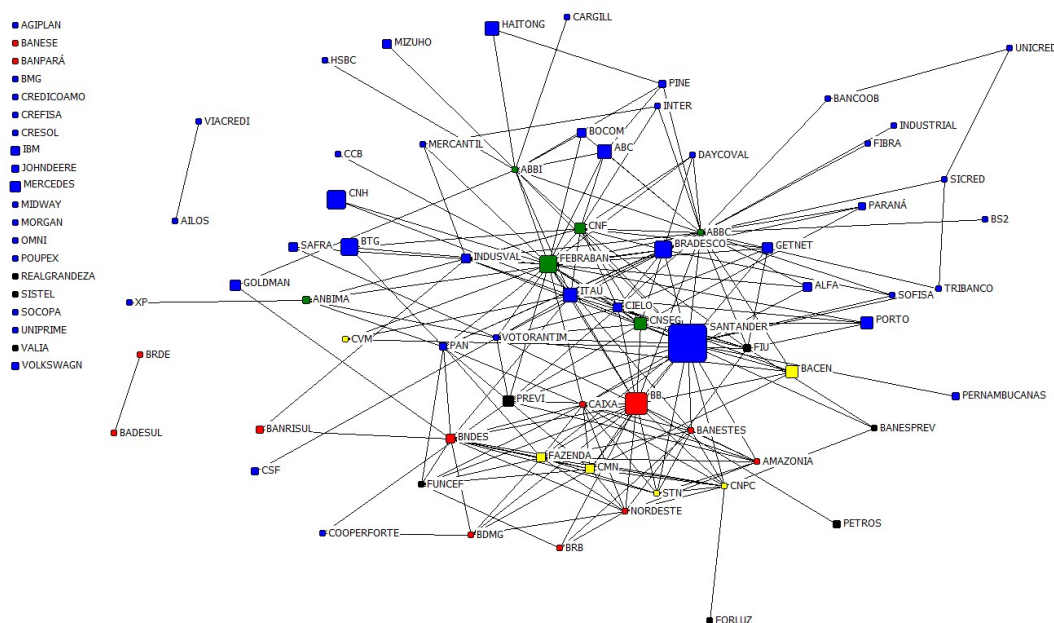 AGIPLAN
BANESE
BANPARÁ
BMG
CREDICOAMO
CREFISA
CRESOL
IBM
JOHNDEERE
MERCEDES
MIDWAY
MORGAN
OMNI
POUPEX
REALGRANDEZA
SISTEL
SOCOPA
UNIPRIME
VALIA
VOLKSWAGN
CARGILL
HAITONG
MIZUHO
UNICRED
HSBC
PINE
BANCOOB
INTER
VIACREDI
INDUSTRIAL
BOCOM
MERCANTIL
FIBRA
ABC
CCB
DAYCOVAL
ABBI
SICRED
CNH
PARANÁ
AILOS
BS2
CNF
ABBC
SAFRA
BTG
BRADESCO
GETNET
INDUSVAL
FEBRABAN
GOLDMAN
ALFA
TRIBANCO
ITAÚ
SOFISA
XP
ANBIMA
CIELO
CNSEG
PORTO
SANTANDER
CVM
VOTORANTIM
PAN
FIU
BRDE
BACEN
PERNAMBUCANAS
PREVI
CAIXA
BB
BANESPREV
BADESUL
BANRISUL
BANESTES
BNDES
FAZENDA
AMAZONIA
CSF
CMN
FUNCEF
CNPC
STN
NORDESTE
PETROS
COOPERFORTE
BDMG
BRB
FORLUZ